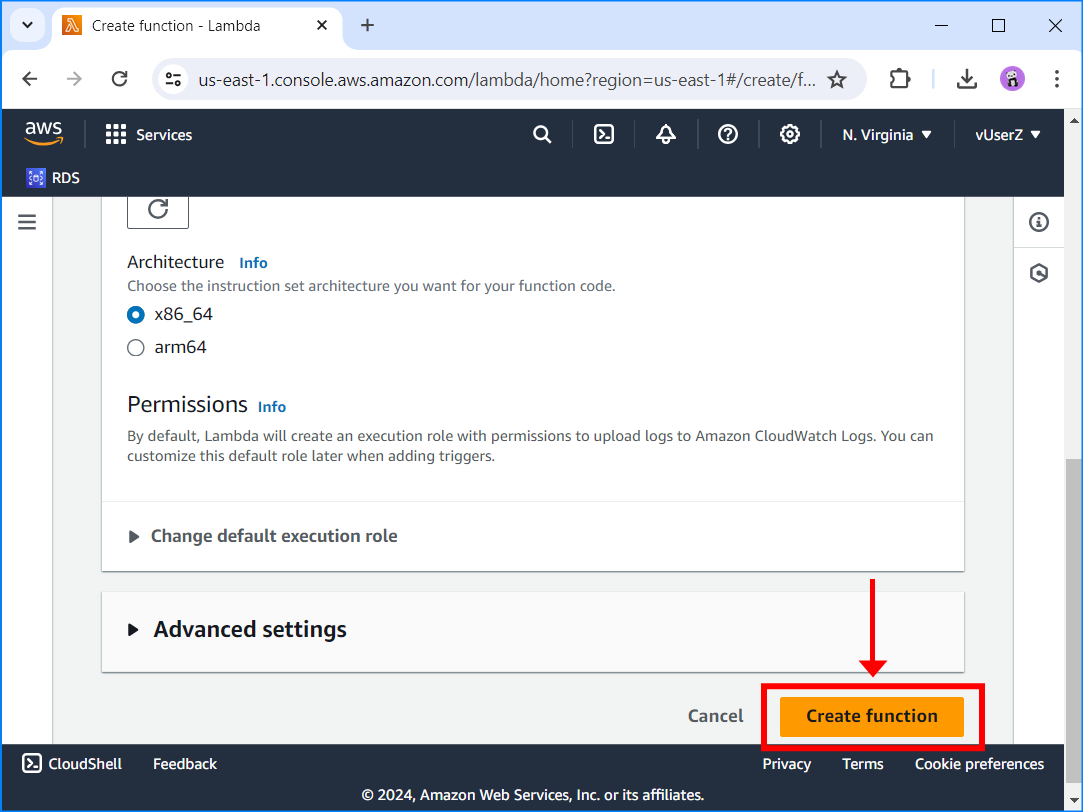 Create function - Lambda
us-east-1.console.aws.amazon.com/lambda/home?region=us-east-1#/create/f...
aws
Services
N. Virginia
vUserZ
RDS
Architecture Info
Choose the instruction set architecture you want for your function code.
x86_64
arm64
Permissions Info
By default, Lambda will create an execution role with permissions to upload logs to Amazon CloudWatch Logs. You can
customize this default role later when adding triggers.
Change default execution role
Advanced settings
Cancel
Create function
CloudShell
Feedback
Privacy
Terms
Cookie preferences
© 2024, Amazon Web Services, Inc. or its affiliates.